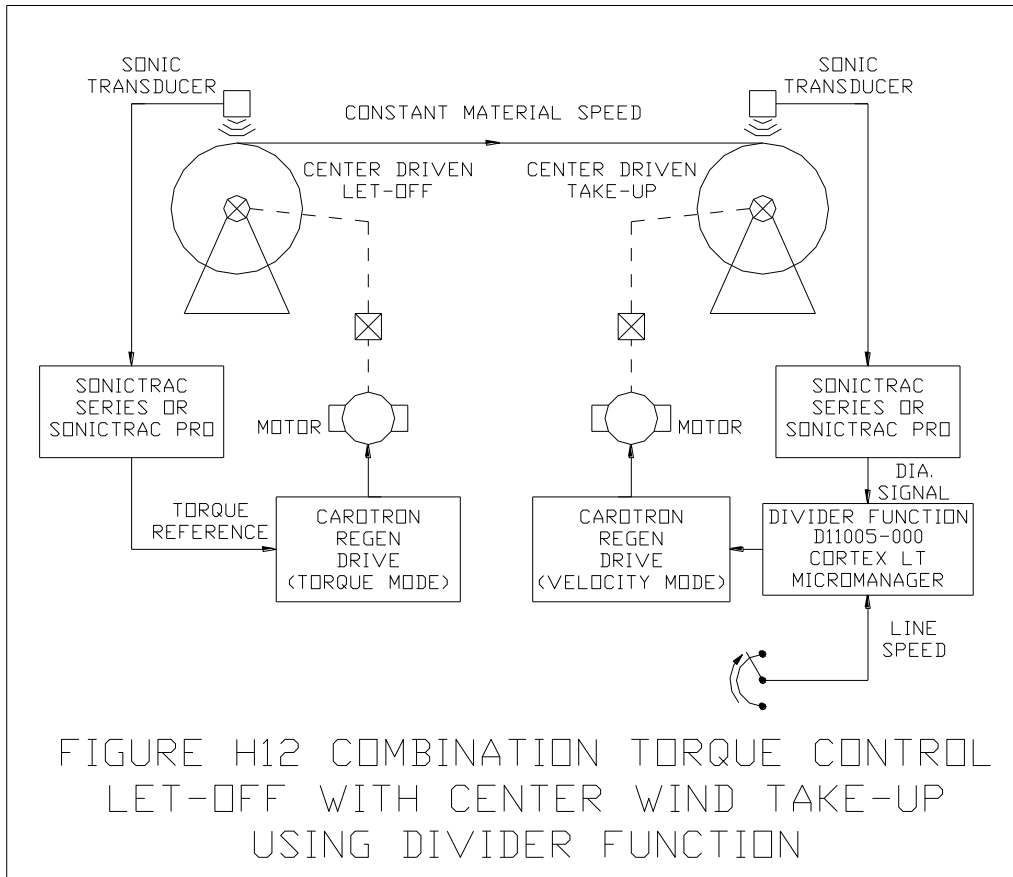 SONIC
TRANSDUCER
SONIC
TRANSDUCER
CONSTANT MATERIAL SPEED
CENTER DRIVEN
LET-OFF
CENTER DRIVEN
TAKE-UP
SONICTRAC
SERIES OR
SONICTRAC PRO
MOTOR
MOTOR
SONICTRAC
SERIES OR
SONICTRAC PRO
DIA.
SIGNAL
TORQUE
REFERENCE
CAROTRON
REGEN
DRIVE
(TORQUE MODE)
CAROTRON
REGEN
DRIVE
(VELOCITY MODE)
DIVIDER FUNCTION
D11005-000
CORTEX LT
MICROMANAGER
LINE
SPEED
FIGURE H12 COMBINATION TORQUE CONTROL
LET-OFF WITH CENTER WIND TAKE-UP
USING DIVIDER FUNCTION